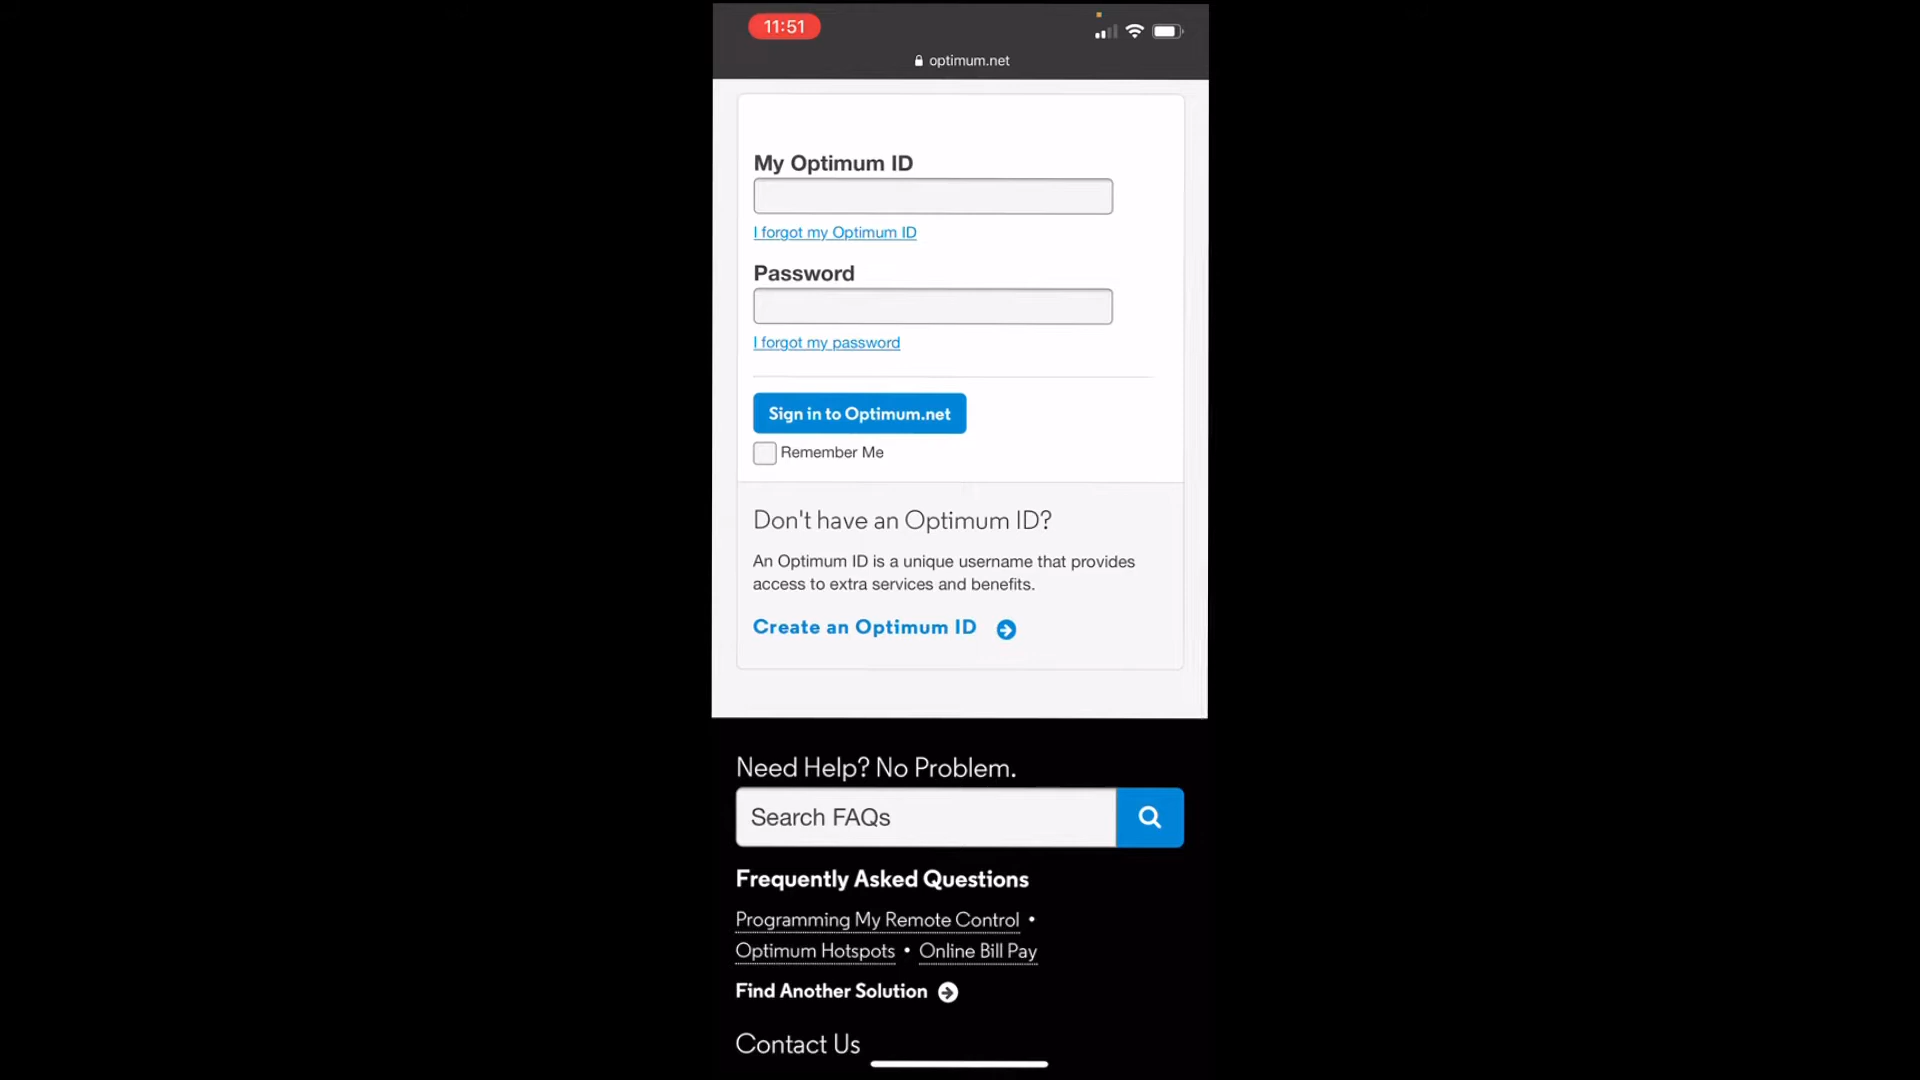 11:51
optimum.net
My Optimum ID
I forgot my Optimum ID
Password
I forgot my password
Sign in to Optimum.net
Remember Me
Don't have an Optimum ID?
An Optimum ID is a unique username that provides
access to extra services and benefits.
Create an Optimum ID
Need Help? No Problem.
Search FAQs
Frequently Asked Questions
Programming My Remote Control •
Optimum Hotspots • Online Bill Pay
Find Another Solution
Contact Us